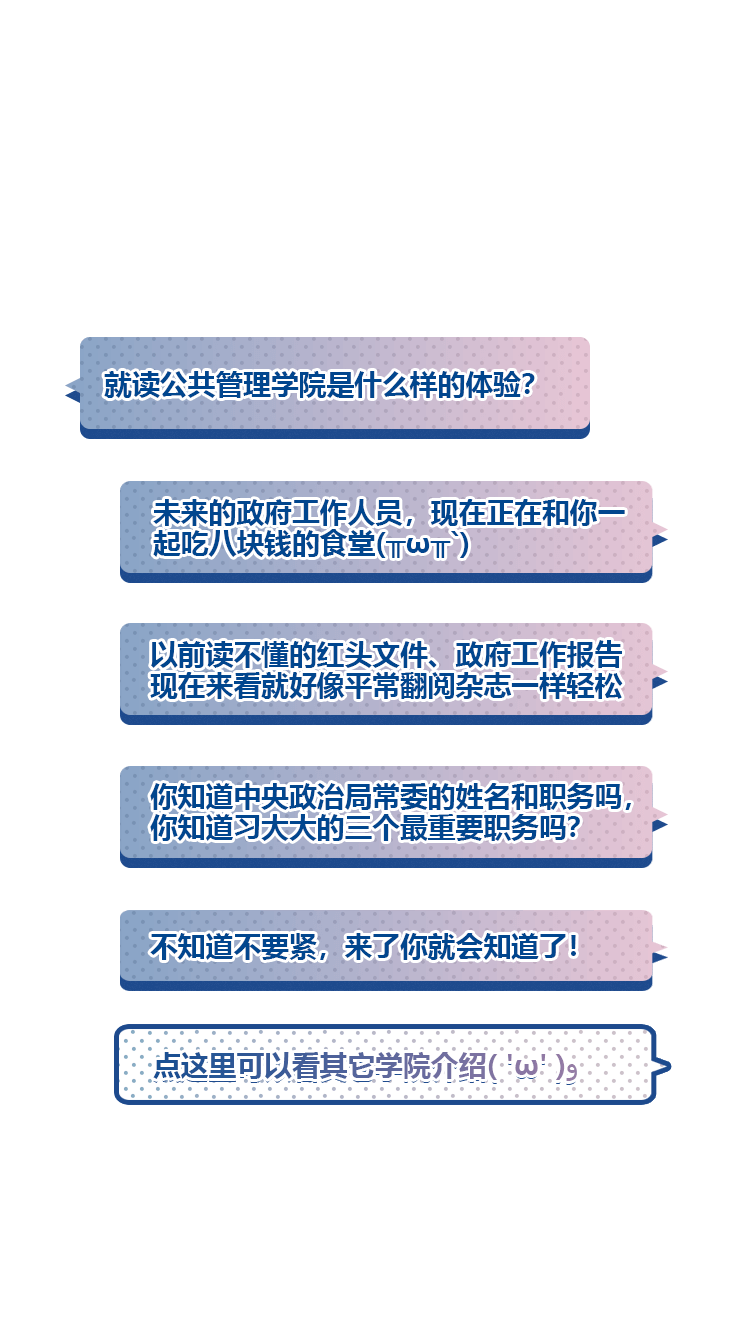 就读公共管理学院是什么样的体验？
未来的政府工作人员，现在正在和你一
起吃八块钱的食堂(╥ω╥`)
以前读不懂的红头文件、政府工作报告
现在来看就好像平常翻阅杂志一样轻松
你知道中央政治局常委的姓名和职务吗，
你知道习大大的三个最重要职务吗？
不知道不要紧，来了你就会知道了！
点这里可以看其它学院介绍( 'ω' )و